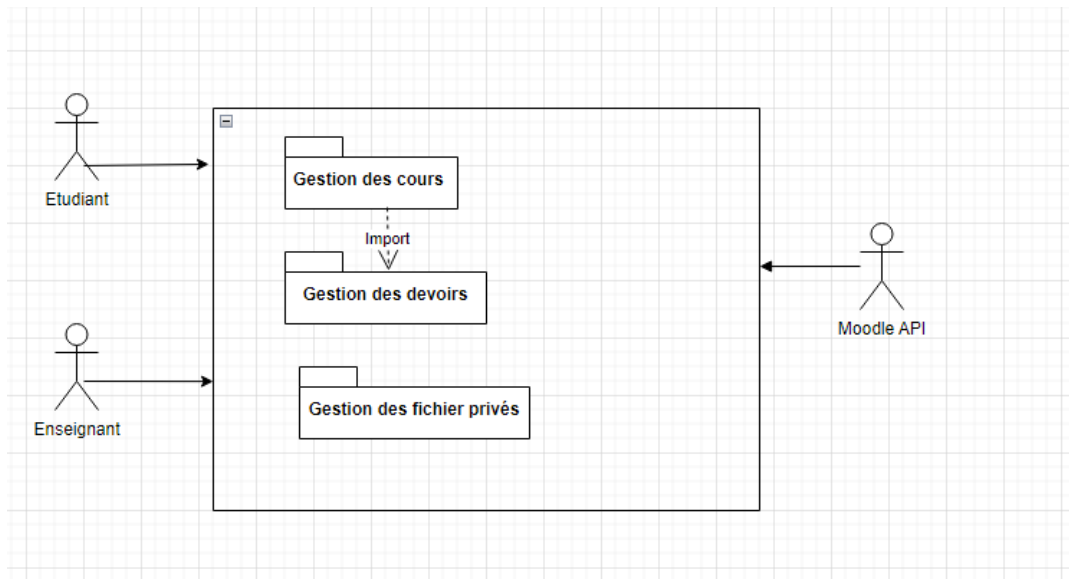 Gestion des cours
Etudiant
Import
Gestion des devoirs
Moodle API
Gestion des fichier privés
Enseignant